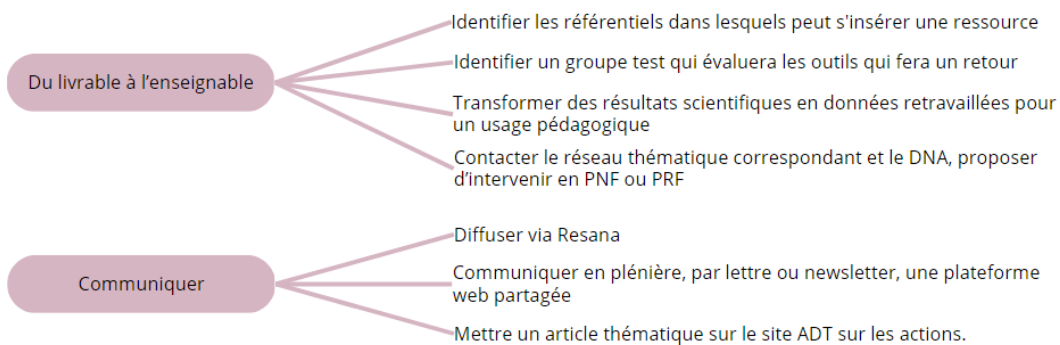 Du livrable à l’enseignable
Identifier les référentiels dans lesquels peut s'insérer une ressource
Identifier un groupe test qui évaluera les outils qui fera un retour
Transformer des résultats scientifiques en données retravaillées pour
un usage pédagogique
Contacter le réseau thématique correspondant et le DNA, proposer
d’intervenir en PNF ou PRF
Communiquer
Diffuser via Resana
Communiquer en plénière, par lettre ou newsletter, une plateforme
web partagée
Mettre un article thématique sur le site ADT sur les actions.